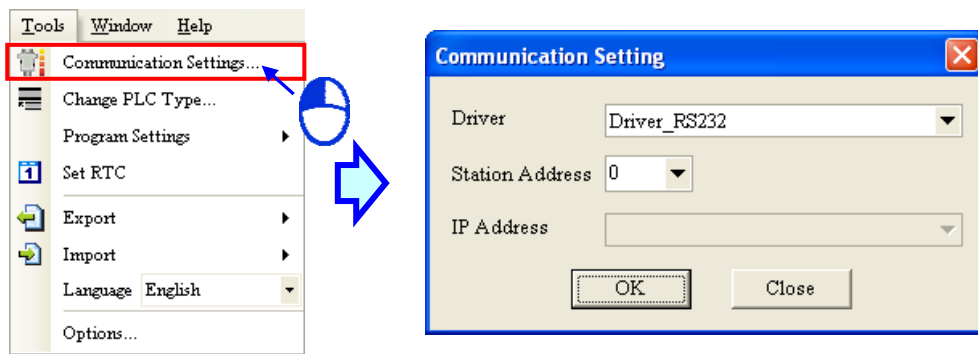 Tools Window Help
Communication Settings...
Change PLC Type...
Program Settings
1 Set RTC
Export
Import
Language English
Options...
Communication Setting
Driver Driver_RS232
Station Address 0
IP Address
OK Close